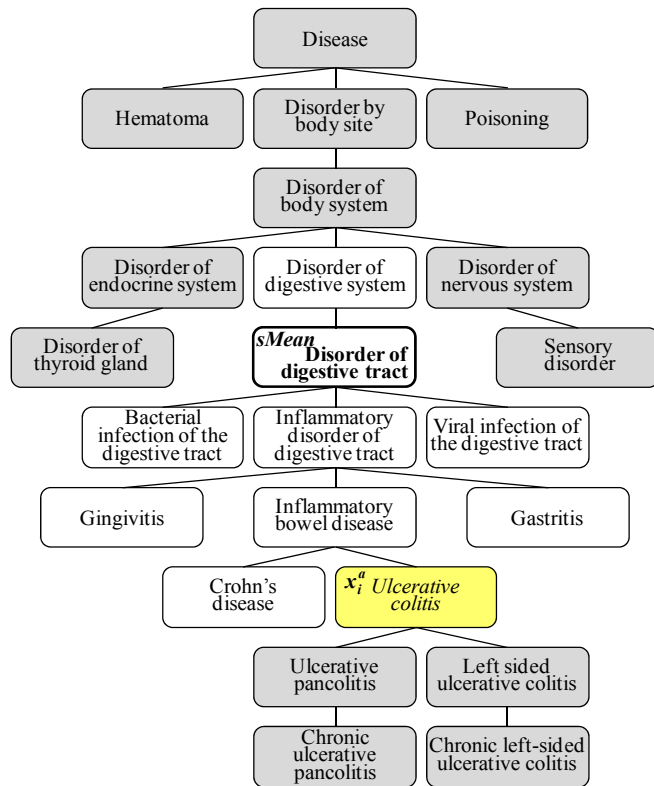 Disease
Hematoma
Disorder by
body site
Poisoning
Disorder of
body system
Disorder of
endocrine system
Disorder of
digestive system
Disorder of
nervous system
Disorder of
thyroid gland
sMean
Disorder of
digestive tract
Sensory
disorder
Bacterial
infection of the
digestive tract
Inflammatory
disorder of
digestive tract
Viral infection of
the digestive tract
Gingivitis
Inflammatory
bowel disease
Gastritis
Crohn's
disease
x_i^a Ulcerative
colitis
Ulcerative
pancolitis
Left sided
ulcerative colitis
Chronic
ulcerative
pancolitis
Chronic left-sided
ulcerative colitis